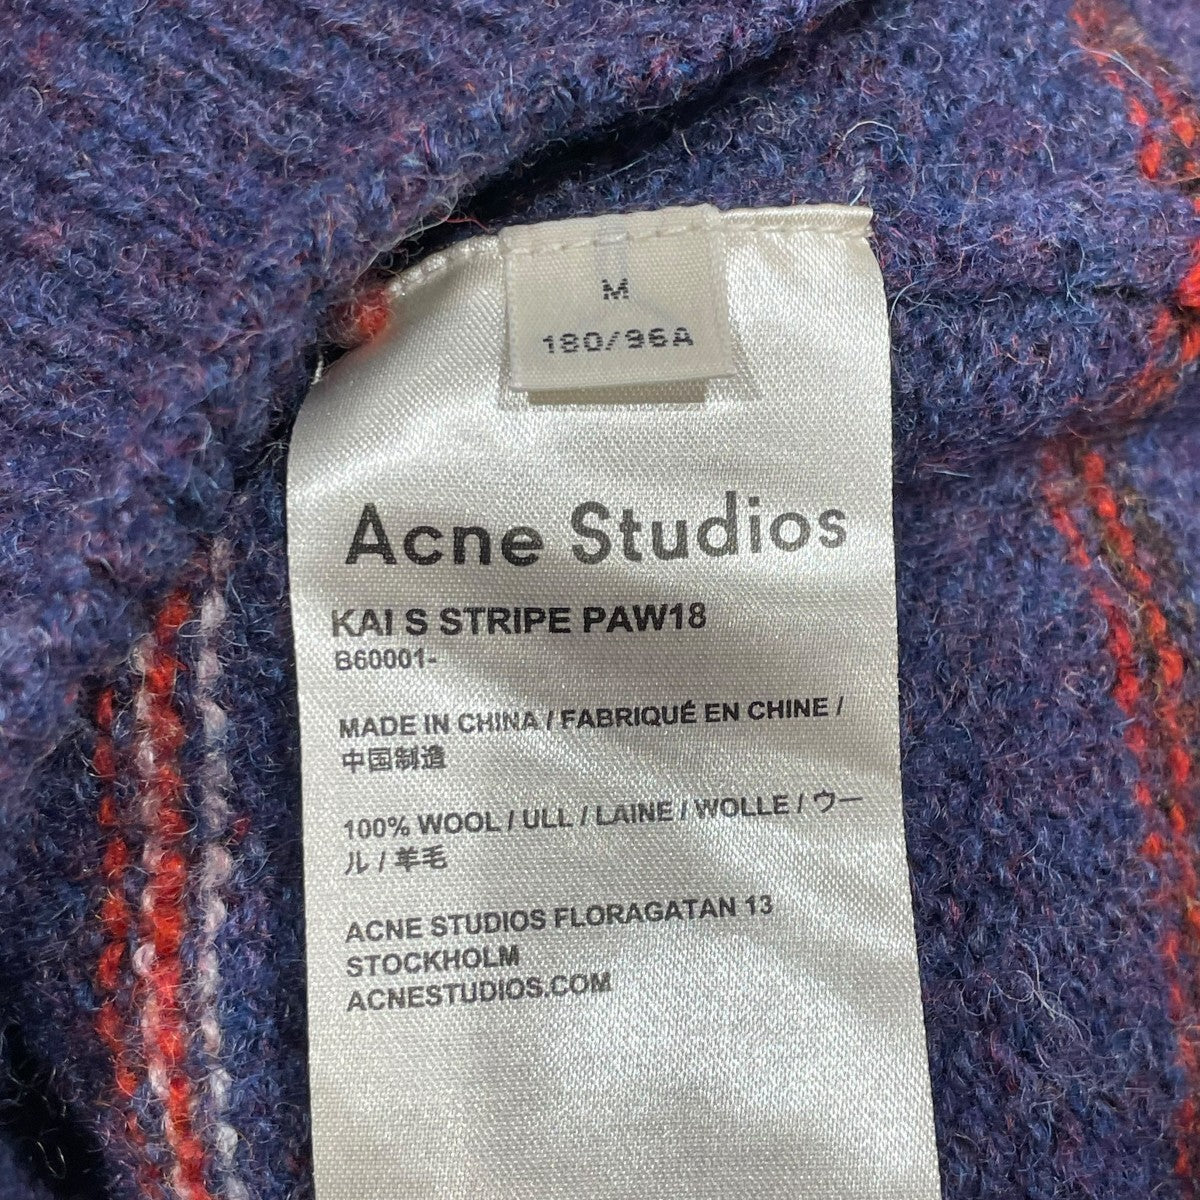 M
180/96A
Acne Studios
KAI S STRIPE PAW18
B60001-
MADE IN CHINA / FABRIQUÉ EN CHINE /
中国制造
100% WOOL / ULL / LAINE / WOLLE / ウー
ル / 羊毛
ACNE STUDIOS FLORAGATAN 13
STOCKHOLM
ACNESTUDIOS.COM